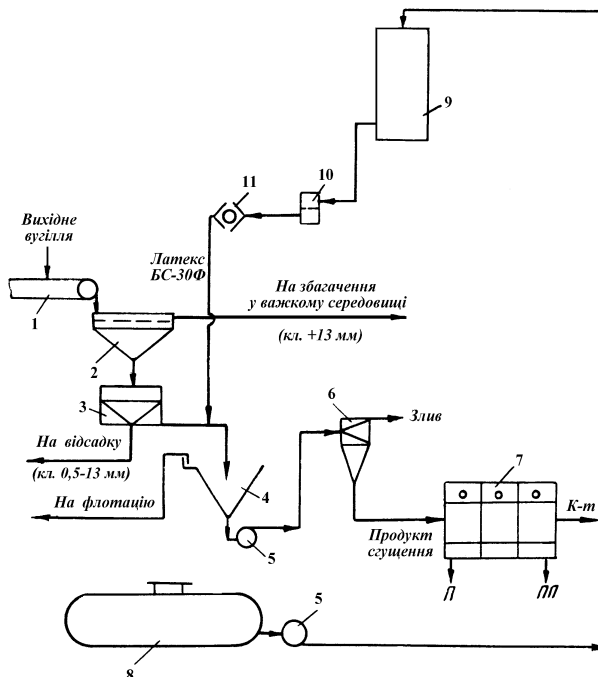 9
10
11
Вихідне
вугілля
Латекс
БС-30Ф
На збагачення
у важкому середовищі
(кл. +13 мм)
1
2
3
6
Злив
На відсадку
(кл. 0,5-13 мм)
На флотацію
4
5
7
К-т
Продукт
сгущення
П
ПП
5
8